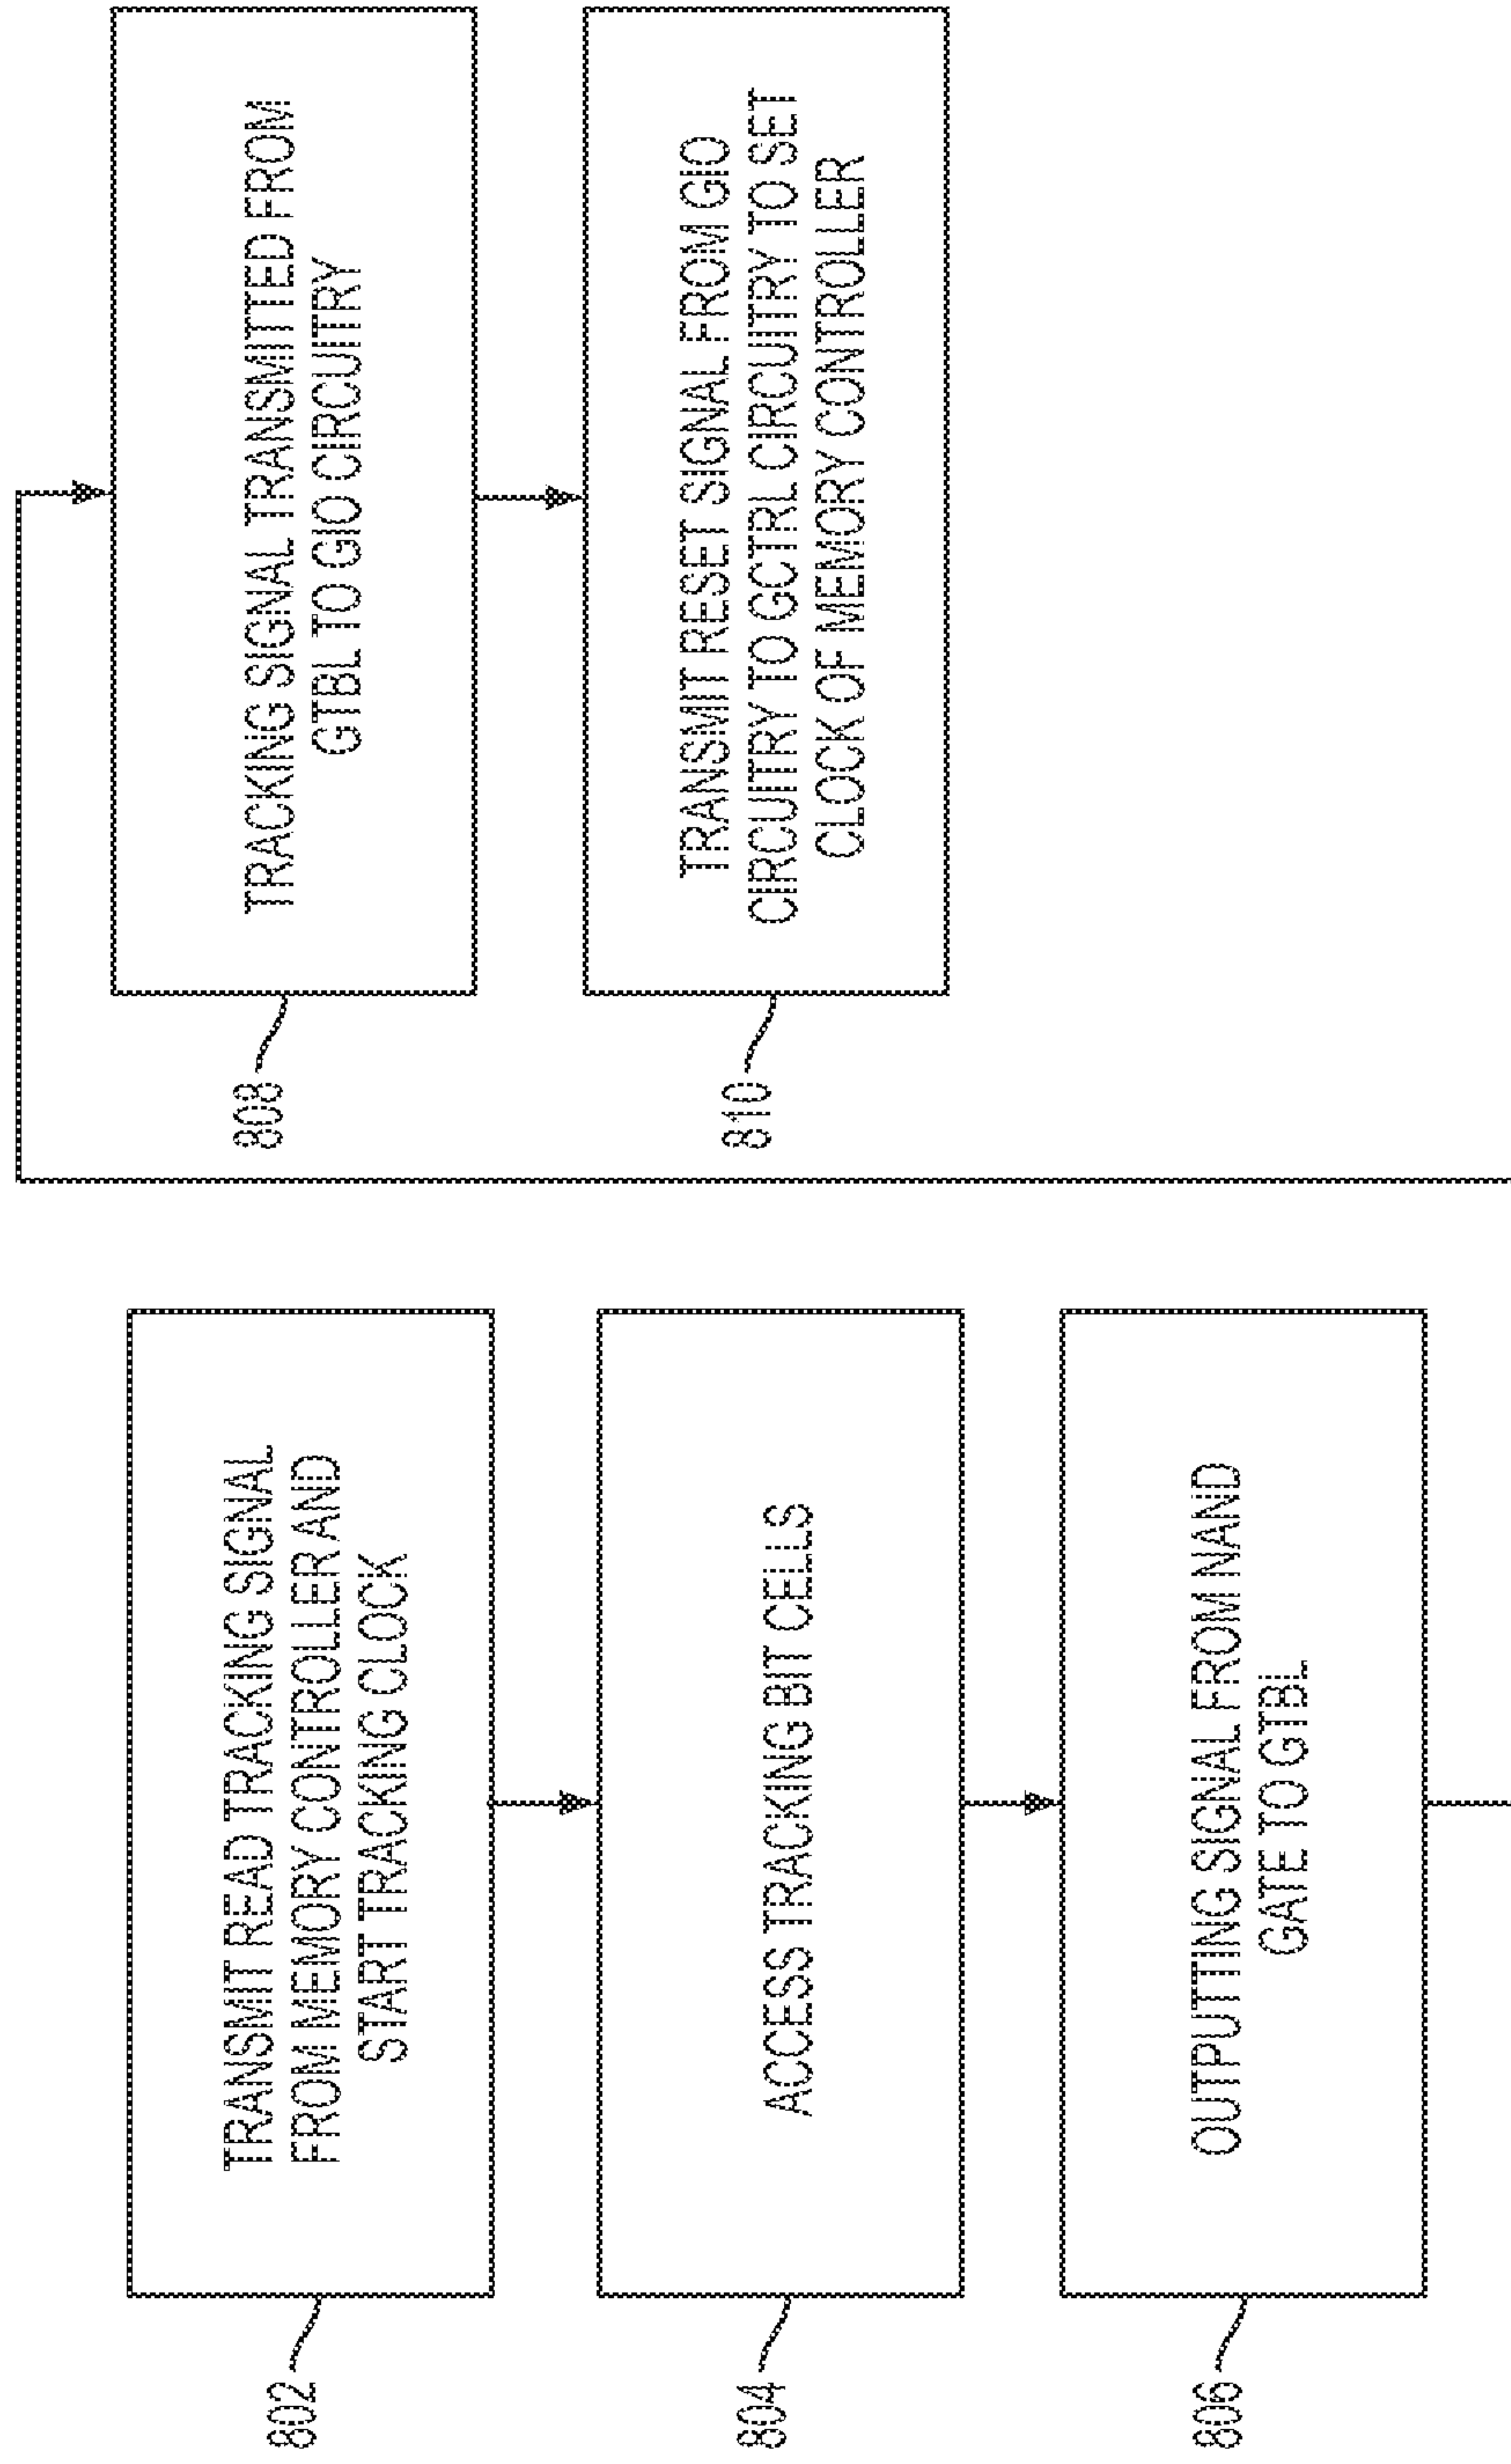 802
TRANSMIT READ TRACKING SIGNAL
FROM MEMORY CONTROLLER AND
START TRACKING CLOCK
804
ACCESS TRACKING BIT CELLS
806
OUTPUTTING SIGNAL FROM NAND
GATE TO GTBL
808
TRACKING SIGNAL TRANSMITTED FROM
GTBL TO GIO CIRCUITRY
810
TRANSMIT RESET SIGNAL FROM GIO
CIRCUITRY TO GCTRL CIRCUITRY TO SET
CLOCK OF MEMORY CONTROLLER